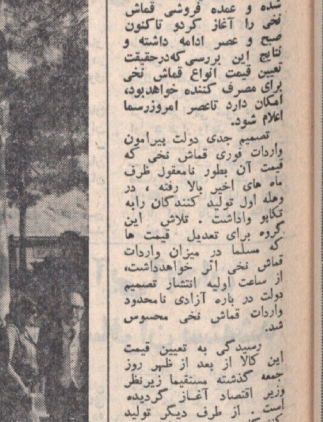 شده و عمده فروشی قماش
نخی را آغاز کردو تاکنون
صبح و عصر ادامه داشته و
نتایج این بررسی‌که‌درحقیقت
تعیین قیمت انواع قماش نخی
برای مصرف کننده خواهدبود،
امکان دارد تاعصر امروزرسما
اعلام شود.
تصمیم جدی دولت پیرامون
واردات فوری قماش نخی که
قیمت آن بطور نامعقول ظرف
ماه های اخیر بالا رفته ، در
وهله اول تولید کنندگان رابه
تکاپو واداشت . تلاش این
گروه برای تعدیل قیمت ها
که مسلما در میزان واردات
قماش نخی اثر خواهدداشت،
از ساعت اولیه انتشار تصمیم
دولت در باره آزادی نامحدود
واردات قماش نخی محسوس
شد.
رسیدگی به تعیین قیمت
این کالا از بعد از ظهر روز
جمعه گذشته مستقیما زیرنظر
وزیر اقتصاد آغاز گردیده
است . از طرف دیگر تولید